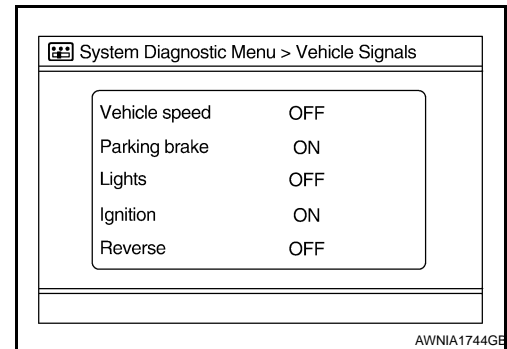 System Diagnostic Menu > Vehicle Signals
Vehicle speed OFF
Parking brake ON
Lights OFF
Ignition ON
Reverse OFF
AWNIA1744GB